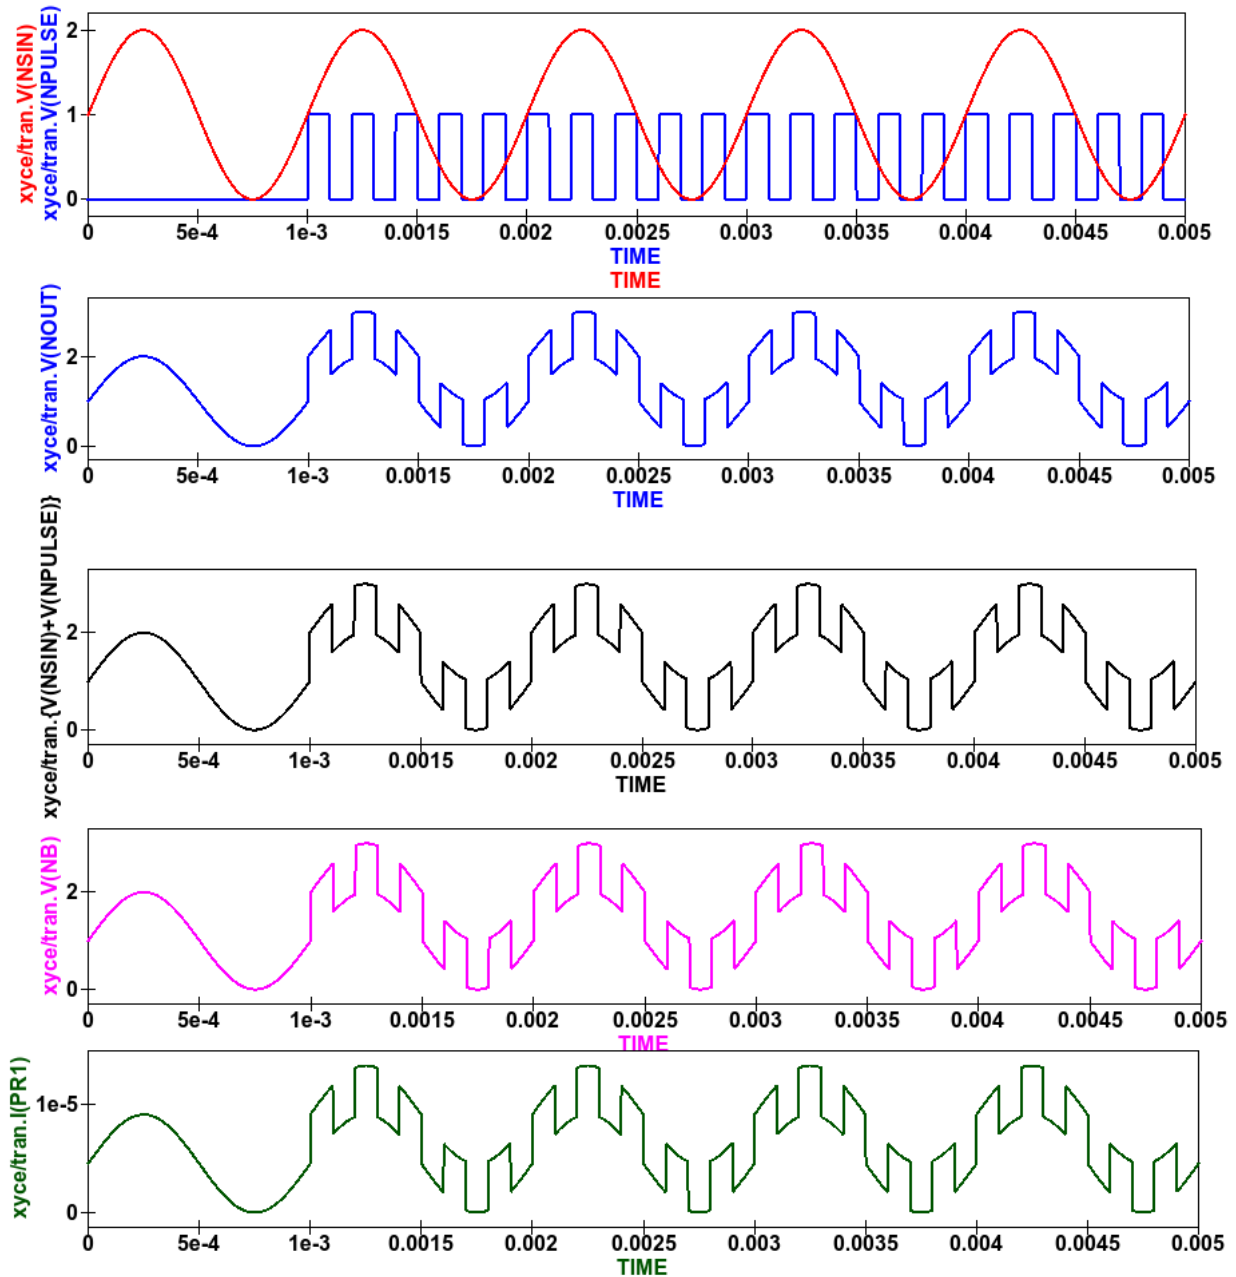 xyce/tran.V(NSIN)
xyce/tran.V(NPULSE)
2
1
0
0 5e-4 1e-3 0.0015 0.002 0.0025 0.003 0.0035 0.004 0.0045 0.005
TIME
TIME
xyce/tran.V(NOUT)
2
0
0 5e-4 1e-3 0.0015 0.002 0.0025 0.003 0.0035 0.004 0.0045 0.005
TIME
xyce/tran.{V(NSIN)+V(NPULSE)}
2
0
0 5e-4 1e-3 0.0015 0.002 0.0025 0.003 0.0035 0.004 0.0045 0.005
TIME
xyce/tran.V(NB)
2
0
0 5e-4 1e-3 0.0015 0.002 0.0025 0.003 0.0035 0.004 0.0045 0.005
TIME
xyce/tran.I(PR1)
1e-5
0
0 5e-4 1e-3 0.0015 0.002 0.0025 0.003 0.0035 0.004 0.0045 0.005
TIME